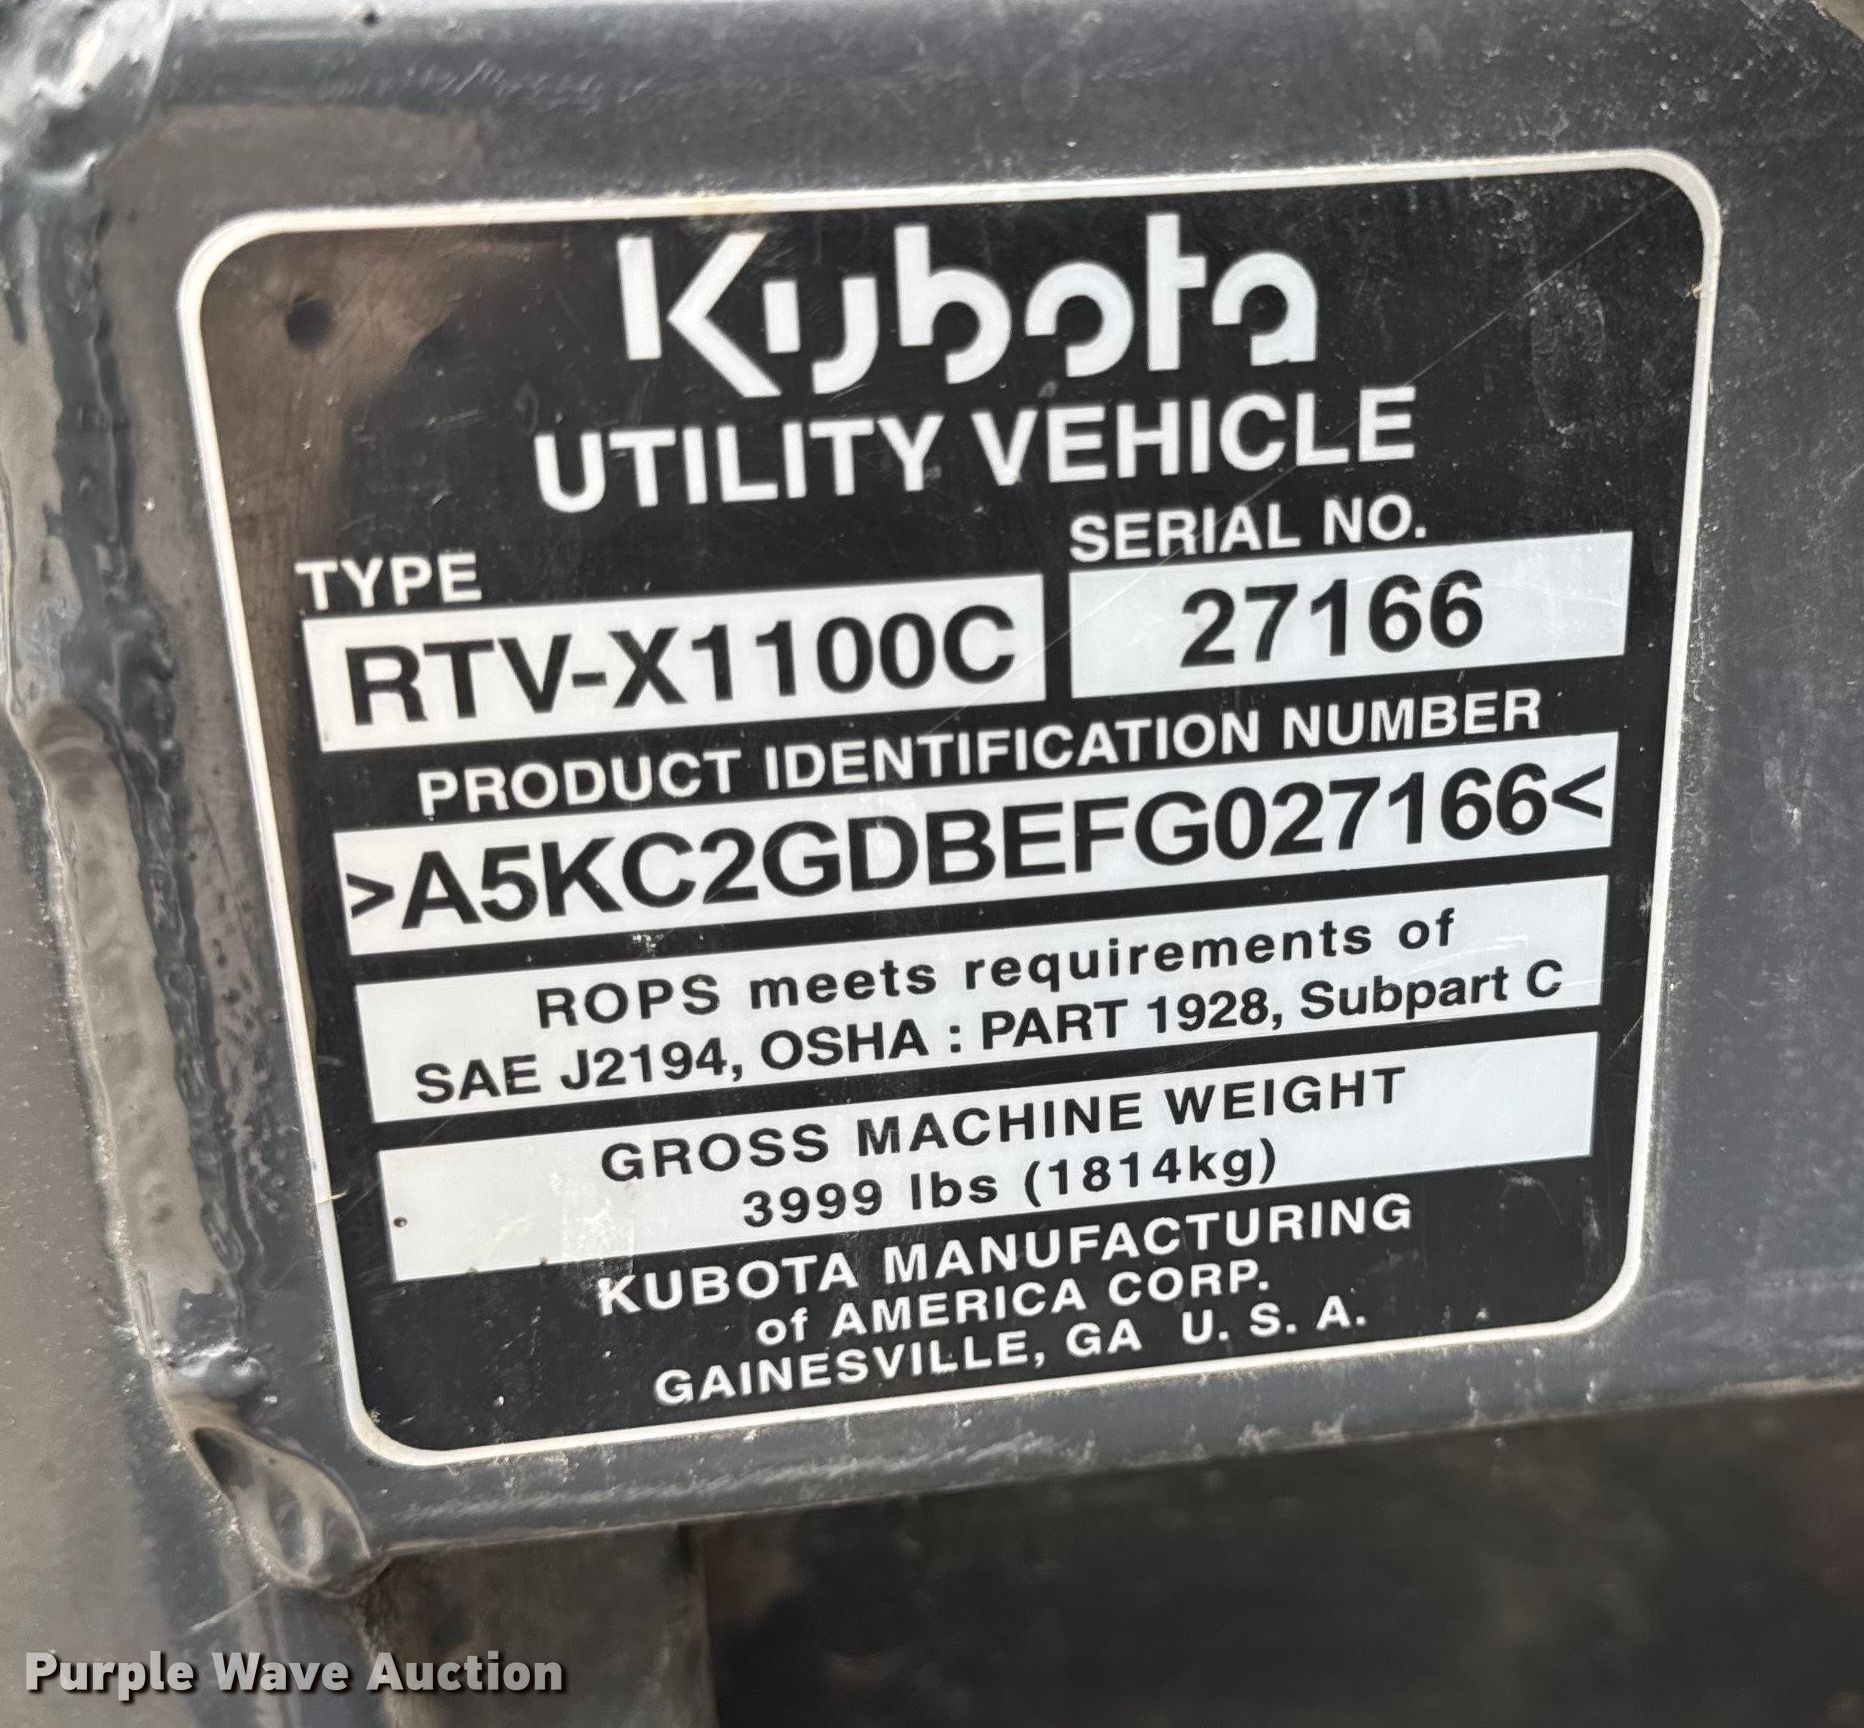 Kubota
UTILITY VEHICLE
TYPE
SERIAL NO.
RTV-X1100C
27166
PRODUCT IDENTIFICATION NUMBER
>A5KC2GDBEFG027166<
ROPS meets requirements of
SAE J2194, OSHA : PART 1928, Subpart C
GROSS MACHINE WEIGHT
3999 lbs (1814kg)
KUBOTA MANUFACTURING
of AMERICA CORP.
GAINESVILLE, GA U. S. A.
Purple Wave Auction